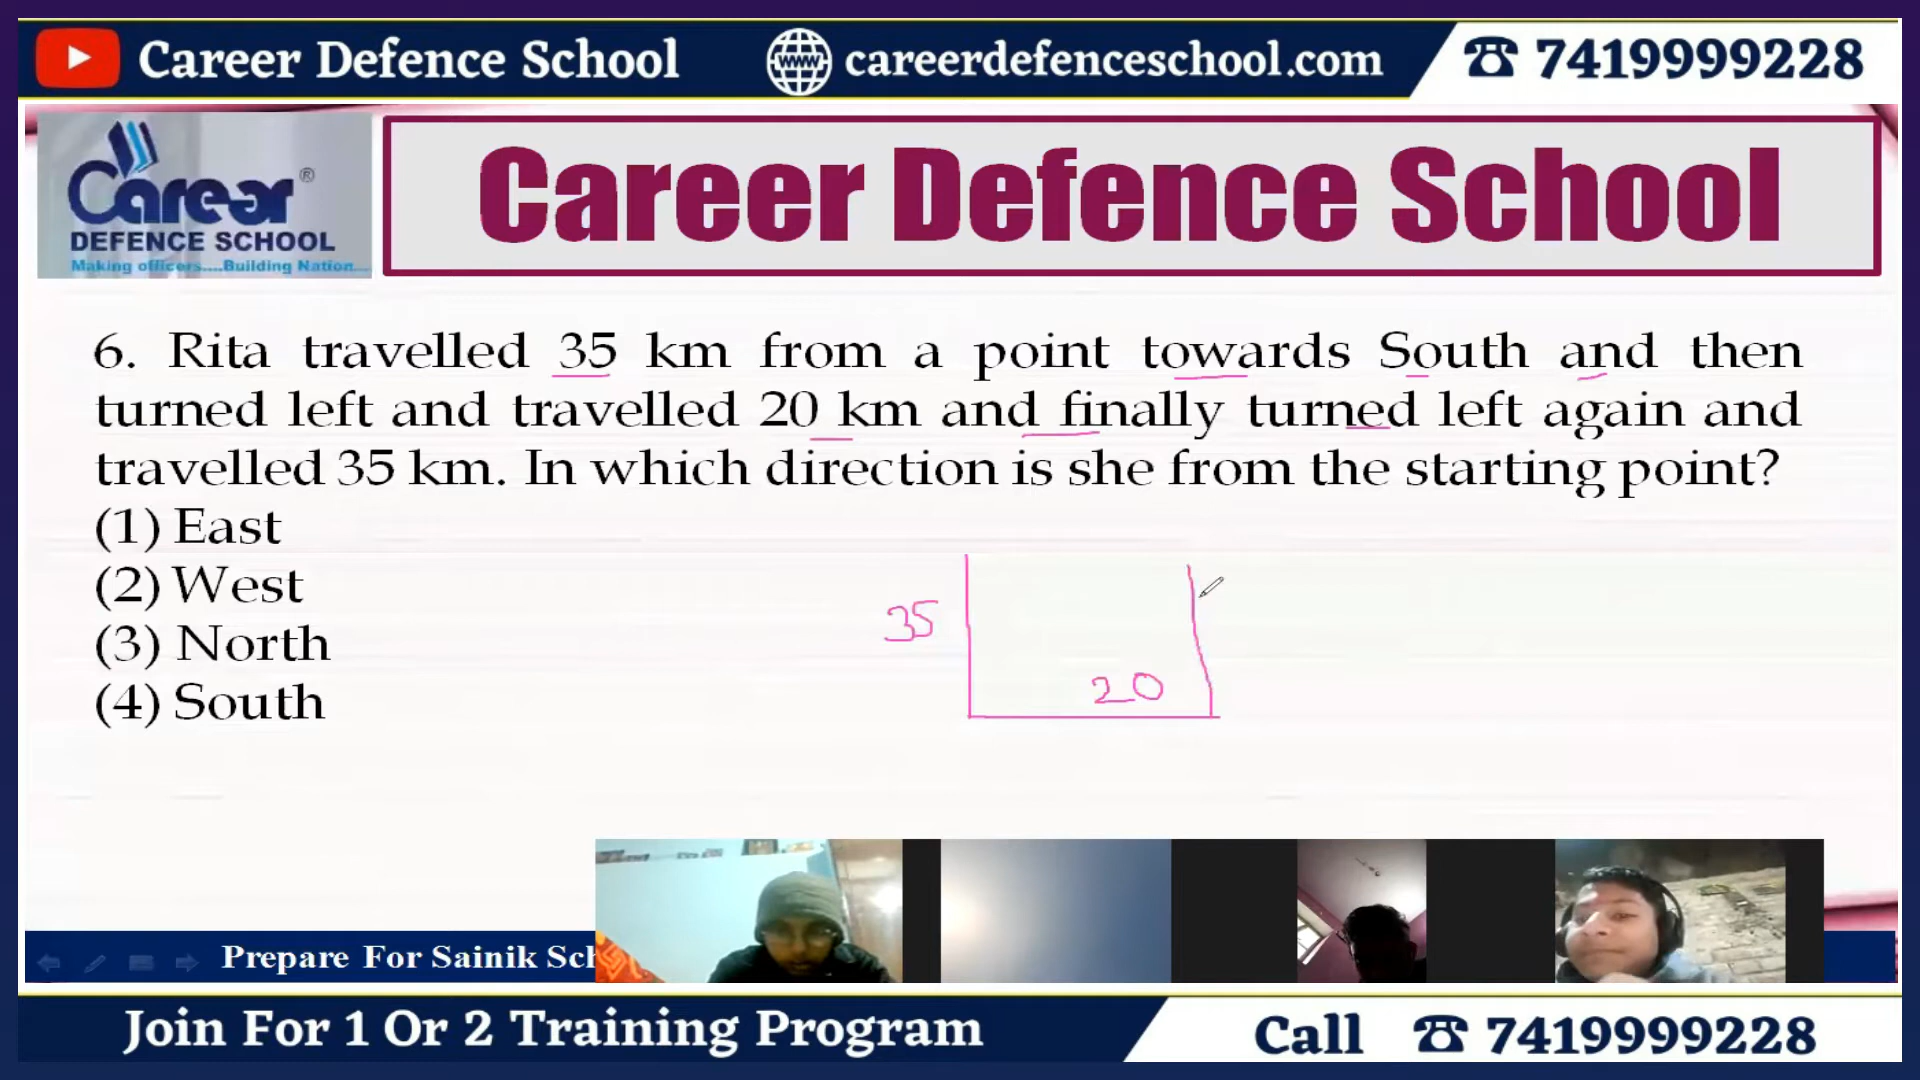 Career Defence School
www
careerdefenceschool.com
☎ 7419999228
Career®
DEFENCE SCHOOL
Making officers....Building Nation...
Career Defence School
6. Rita travelled 35 km from a point towards South and then
turned left and travelled 20 km and finally turned left again and
travelled 35 km. In which direction is she from the starting point?
(1) East
(2) West
(3) North
(4) South
35
20
Prepare For Sainik Sch
Join For 1 Or 2 Training Program
Call ☎ 7419999228